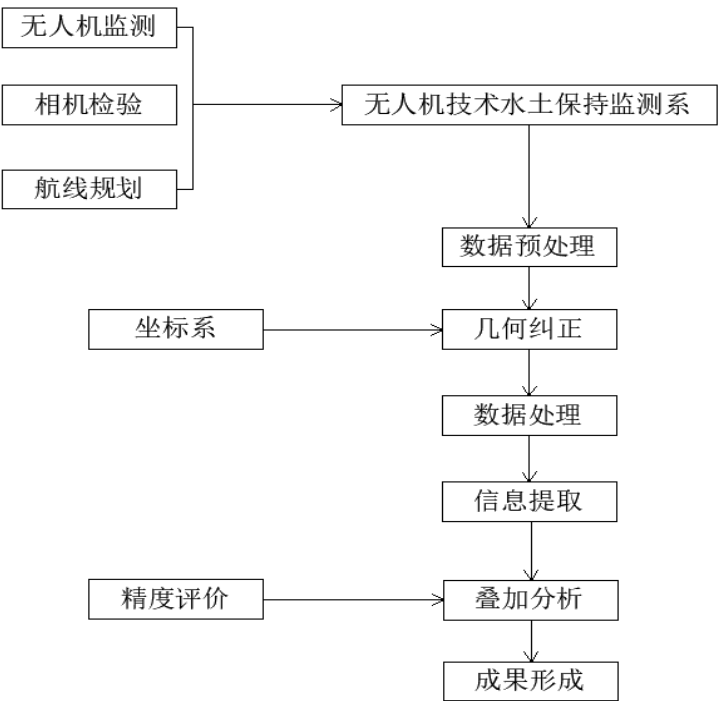 无人机监测
相机检验
无人机技术水土保持监测系
航线规划
数据预处理
坐标系
几何纠正
数据处理
信息提取
精度评价
叠加分析
成果形成